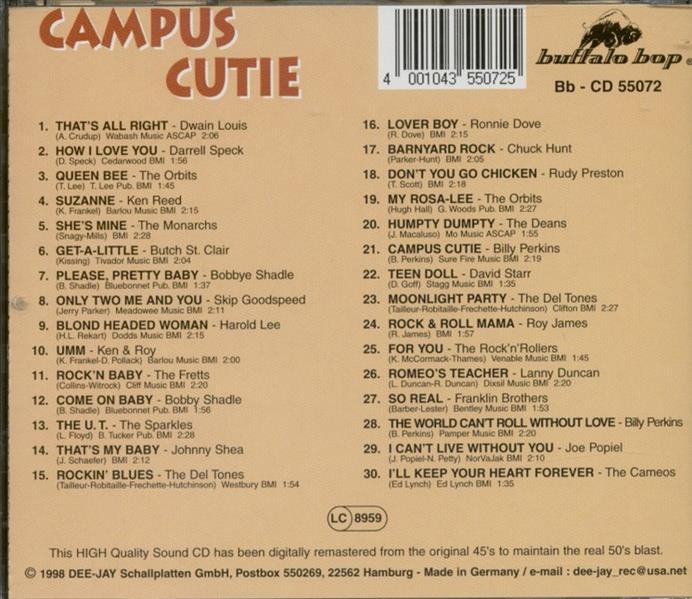 CAMPUS
CUTIE
4 001043 550725
buffalo bop ®
Bb - CD 55072
1. THAT'S ALL RIGHT - Dwain Louis
(A. Crudup) Wabash Music ASCAP 2:06
2. HOW I LOVE YOU - Darrell Speck
(D. Speck) Cedarwood BMI 1:56
3. QUEEN BEE - The Orbits
(T. Lee) T. Lee Pub. BMI 1:45
4. SUZANNE - Ken Reed
(K. Frankel) Barlou Music BMI 2:15
5. SHE'S MINE - The Monarchs
(Snagy-Mills) BMI 2:28
6. GET-A-LITTLE - Butch St. Clair
(Kissing) Tivador Music BMI 2:04
7. PLEASE, PRETTY BABY - Bobbye Shadle
(B. Shadle) Bluebonnet Pub. BMI 1:37
8. ONLY TWO ME AND YOU - Skip Goodspeed
(Jerry Parker) Meadowee Music BMI 2:11
9. BLOND HEADED WOMAN - Harold Lee
(H.L. Rekart) Dodds Music BMI 2:15
10. UMM - Ken & Roy
(K. Frankel-D. Pollack) Barlou Music BMI 2:00
11. ROCK'N BABY - The Fretts
(Collins-Witrock) Cliff Music BMI 2:20
12. COME ON BABY - Bobby Shadle
(B. Shadle) Bluebonnet Pub. BMI 1:56
13. THE U.T. - The Sparkles
(L. Floyd) B. Tucker Pub. BMI 2:28
14. THAT'S MY BABY - Johnny Shea
(J. Schaefer) BMI 2:12
15. ROCKIN' BLUES - The Del Tones
(Tailleur-Robitaille-Frechette-Hutchinson) Westbury BMI 1:54
16. LOVER BOY - Ronnie Dove
(R. Dove) BMI 2:15
17. BARNYARD ROCK - Chuck Hunt
(Parker-Hunt) BMI 2:05
18. DON'T YOU GO CHICKEN - Rudy Preston
(T. Scott) BMI 2:18
19. MY ROSA-LEE - The Orbits
(Hugh Hall) G. Woods Pub. BMI 2:27
20. HUMPTY DUMPTY - The Deans
(J. Macaluso) Mo Music ASCAP 1:55
21. CAMPUS CUTIE - Billy Perkins
(B. Perkins) Sure Fire Music BMI 2:19
22. TEEN DOLL - David Starr
(D. Goff) Stagg Music BMI 1:35
23. MOONLIGHT PARTY - The Del Tones
(Tailleur-Robitaille-Frechette-Hutchinson) Clifton BMI 2:27
24. ROCK & ROLL MAMA - Roy James
(R. James) BMI 1:57
25. FOR YOU - The Rock'n'Rollers
(K. McCormack-Thames) Venable Music BMI 1:45
26. ROMEO'S TEACHER - Lanny Duncan
(L. Duncan-R. Duncan) Dixsil Music BMI 2:20
27. SO REAL - Franklin Brothers
(Barber-Lester) Bentley Music BMI 1:53
28. THE WORLD CAN'T ROLL WITHOUT LOVE - Billy Perkins
(B. Perkins) Pamper Music BMI 2:20
29. I CAN'T LIVE WITHOUT YOU - Joe Popiel
(J. Popiel-N. Petty) NorVaJak BMI 2:10
30. I'LL KEEP YOUR HEART FOREVER - The Cameos
(Ed Lynch) Ed Lynch BMI 1:35
LC 8959
This HIGH Quality Sound CD has been digitally remastered from the original 45's to maintain the real 50's blast.
© 1998 DEE-JAY Schallplatten GmbH, Postbox 550269, 22562 Hamburg - Made in Germany / e-mail : dee-jay_rec@usa.net